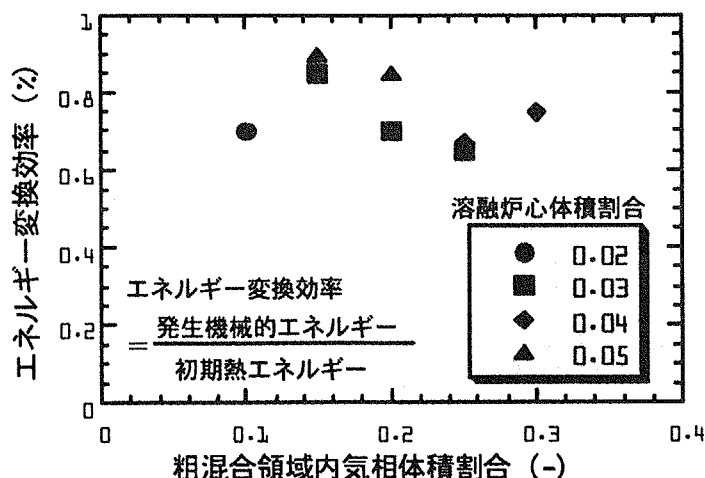 エネルギー変換効率 (%)
1
0.8
0.6
0.4
0.2
0
0
0.1
0.2
0.3
0.4
粗混合領域内気相体積割合 (-)
エネルギー変換効率
= 発生機械的エネルギー
初期熱エネルギー
溶融炉心体積割合
● 0.02
■ 0.03
◆ 0.04
▲ 0.05